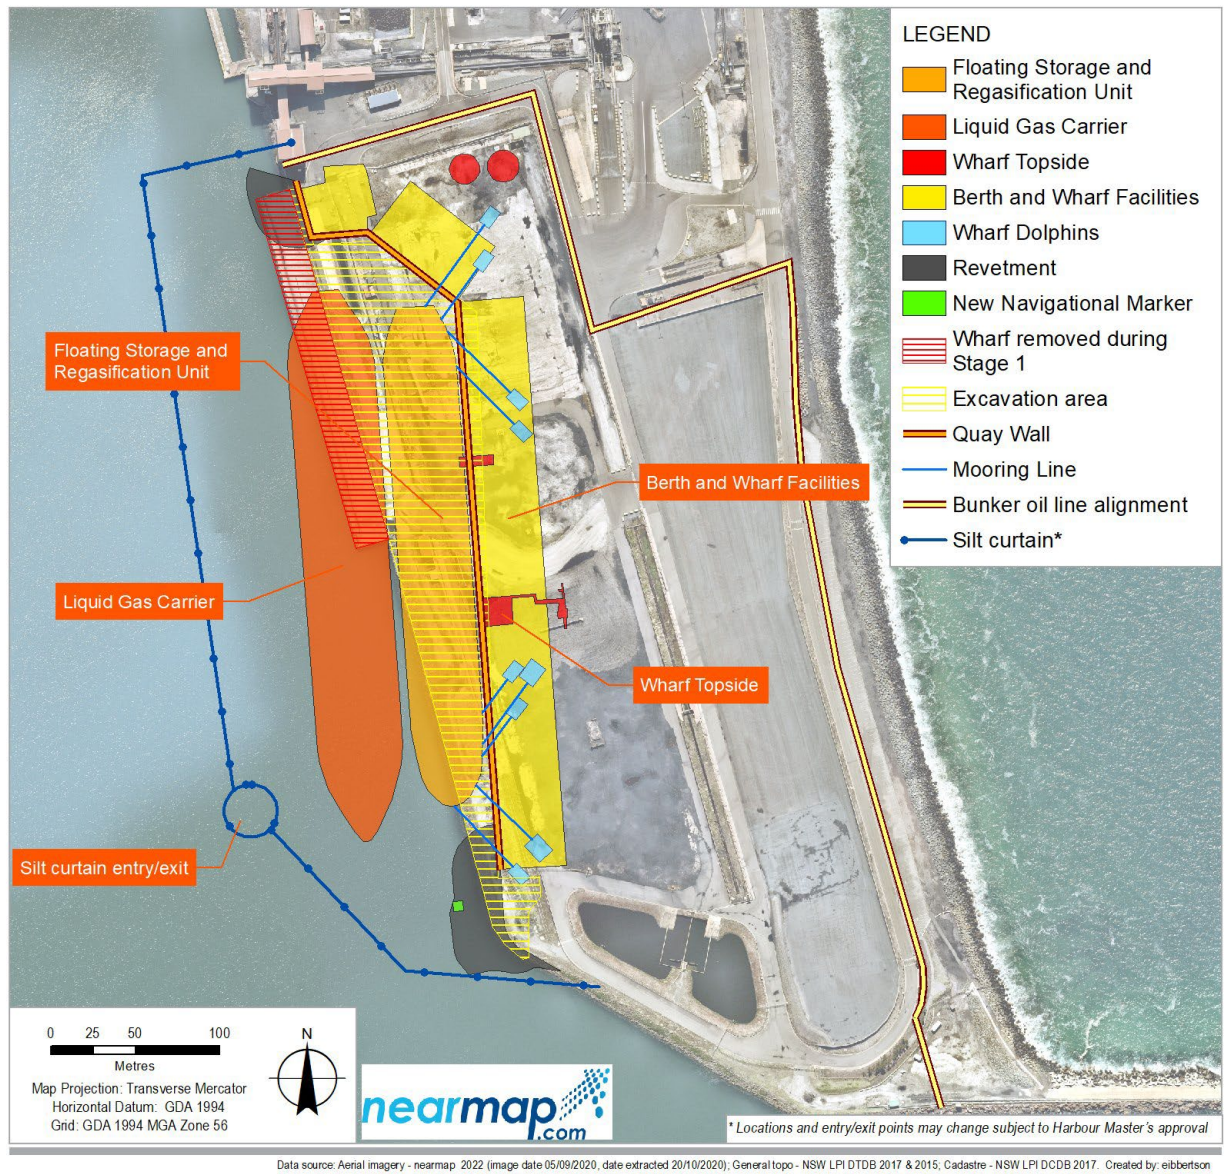 LEGEND
Floating Storage and
Regasification Unit
Liquid Gas Carrier
Wharf Topside
Berth and Wharf Facilities
Wharf Dolphins
Revetment
New Navigational Marker
Wharf removed during
Stage 1
Excavation area
Quay Wall
Mooring Line
Bunker oil line alignment
Silt curtain*
Floating Storage and
Regasification Unit
Berth and Wharf Facilities
Liquid Gas Carrier
Wharf Topside
Silt curtain entry/exit
0 25 50 100
Metres
Map Projection: Transverse Mercator
Horizontal Datum: GDA 1994
Grid: GDA 1994 MGA Zone 56
N
nearmap
.com
* Locations and entry/exit points may change subject to Harbour Master's approval
Data source: Aerial imagery - nearmap 2022 (image date 05/09/2020, date extracted 20/10/2020); General topo - NSW LPI DTDB 2017 & 2015; Cadastre - NSW LPI DCDB 2017. Created by: eibbertson